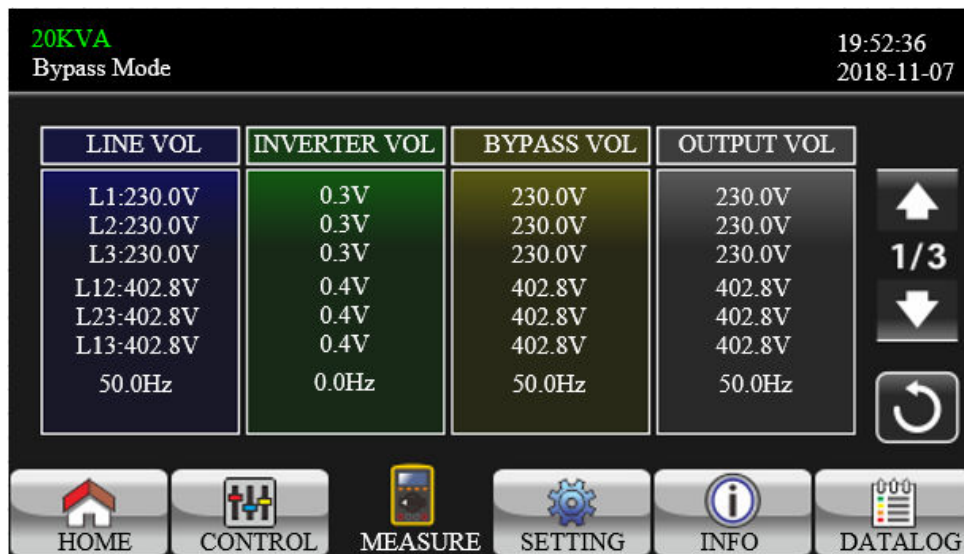 20KVA
19:52:36
Bypass Mode
2018-11-07
LINE VOL INVERTER VOL BYPASS VOL OUTPUT VOL
L1:230.0V 0.3V 230.0V 230.0V
L2:230.0V 0.3V 230.0V 230.0V
L3:230.0V 0.3V 230.0V 230.0V
1/3
L12:402.8V 0.4V 402.8V 402.8V
L23:402.8V 0.4V 402.8V 402.8V
L13:402.8V 0.4V 402.8V 402.8V
50.0Hz 0.0Hz 50.0Hz 50.0Hz
HOME CONTROL MEASURE SETTING INFO DATALOG